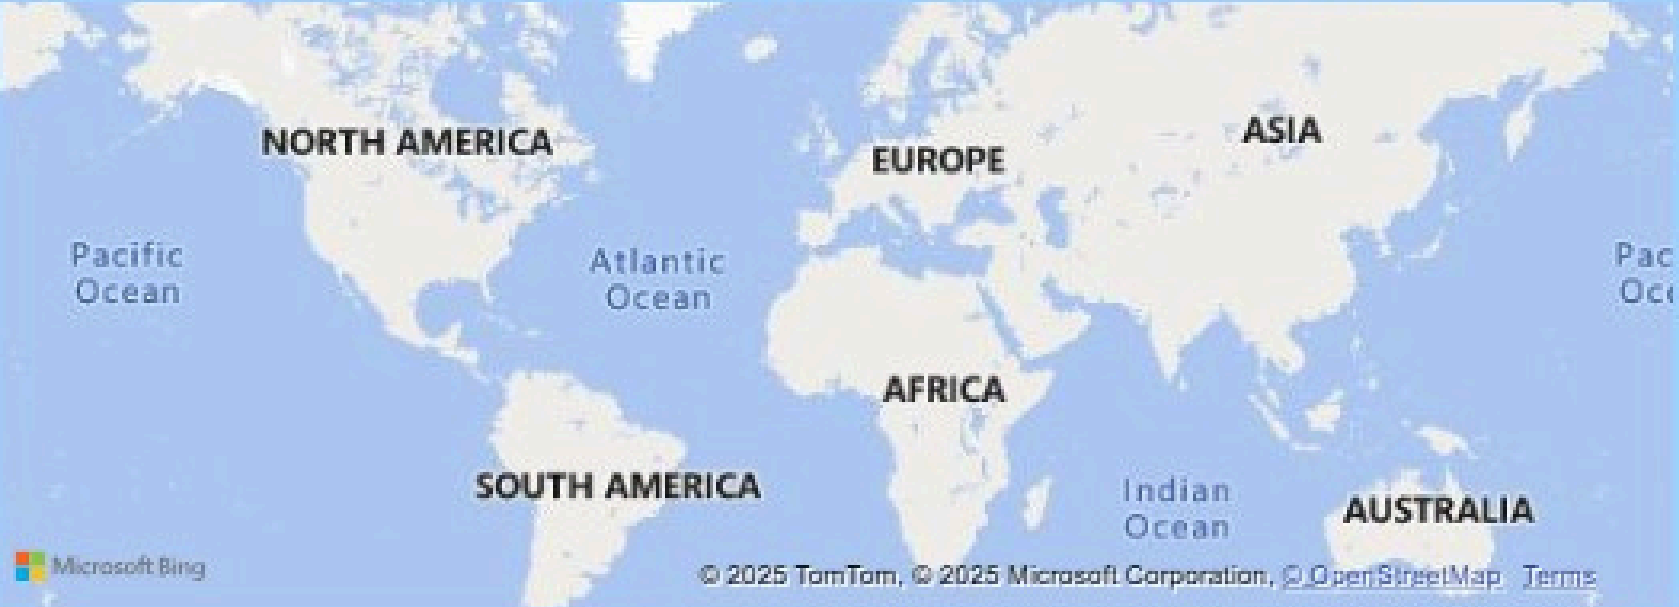 NORTH AMERICA
EUROPE
ASIA
Pacific
Ocean
Atlantic
Ocean
Pac
Oce
AFRICA
SOUTH AMERICA
Indian
Ocean
AUSTRALIA
Microsoft Bing
© 2025 TomTom, © 2025 Microsoft Corporation, © OpenStreetMap Terms